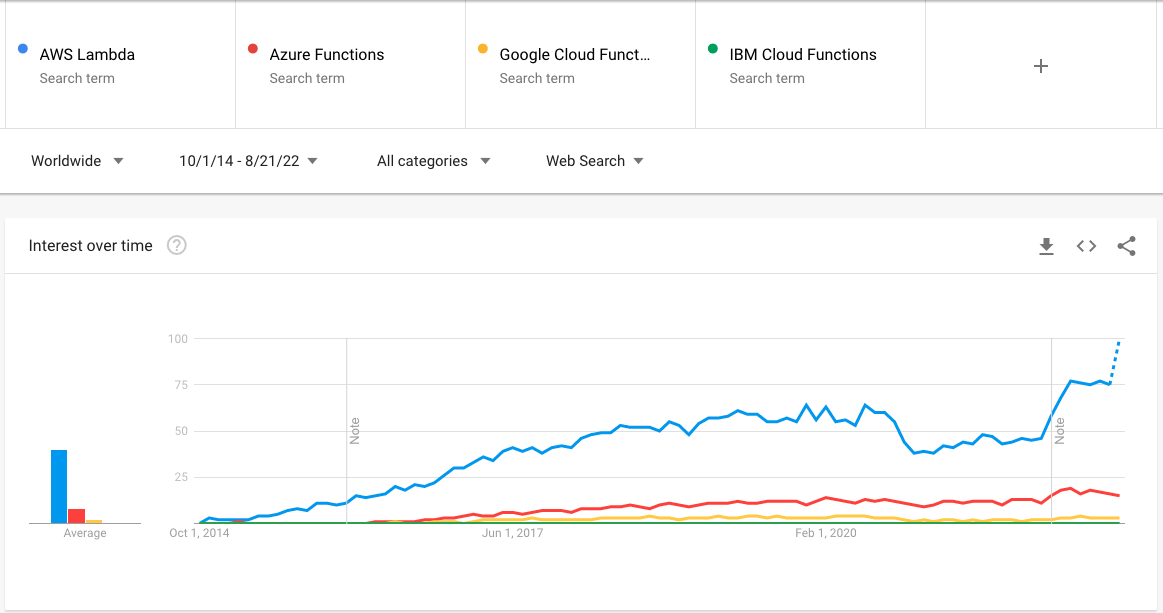 AWS Lambda
Search term
Azure Functions
Search term
Google Cloud Funct...
Search term
IBM Cloud Functions
Search term
+
Worldwide
10/1/14 - 8/21/22
All categories
Web Search
Interest over time
?
100
75
50
25
Note
Note
Average
Oct 1, 2014
Jun 1, 2017
Feb 1, 2020